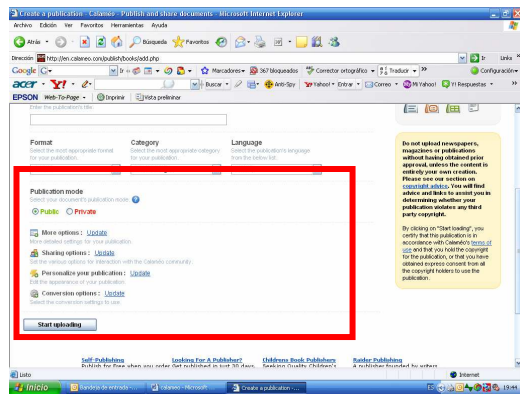 Create a publication - Calaméo - Publish and share documents - Microsoft Internet Explorer
Archivo Edición Ver Favoritos Herramientas Ayuda
Atrás Búsqueda Favoritos
Dirección http://en.calameo.com/publish/books/add.php Ir Links
Google G Ir Marcadores 367 bloqueados Corrector ortográfico Traducir Configuración
acer Y! Buscar Anti-Spy Yahoo! Entrar Correo Mi Yahoo! Y! Respuestas
EPSON Web-To-Page Imprimir Vista preliminar
Enter the publication's title.
Format Category Language
Select the most appropriate format for your publication.
Select the most appropriate category for your publication.
Select the publication's language from the below list.
Publication mode
Select your document's publication mode.
Public Private
More options : Update
More detailed settings for your publication.
Sharing options : Update
Set the various options for interaction with the Calaméo community.
Personalize your publication : Update
Edit the appearance of your publication.
Conversion options : Update
Select the conversion settings to use.
Start uploading
Do not upload newspapers,
magazines or publications
without having obtained prior
approval, unless the content is
entirely your own creation.
Please see our section on
copyright advice. You will find
advice and links to assist you in
determining whether your
publication violates any third
party copyright.
By clicking on "Start loading", you
certify that this publication is in
accordance with Calaméo's terms of
use and that you hold the copyright
for the publication, or that you have
obtained express consent from all
the copyright holders to use the
publication.
Self-Publishing Looking For A Publisher? Childrens Book Publishers Raider Publishing
Publish for Free when you order Get published in just 30 days. Seeking Quality Children's A publisher founded by writers
Listo Internet
Inicio Bandeja de entrada - ... calameo - Microsoft ... Create a publication -... ES 19:44